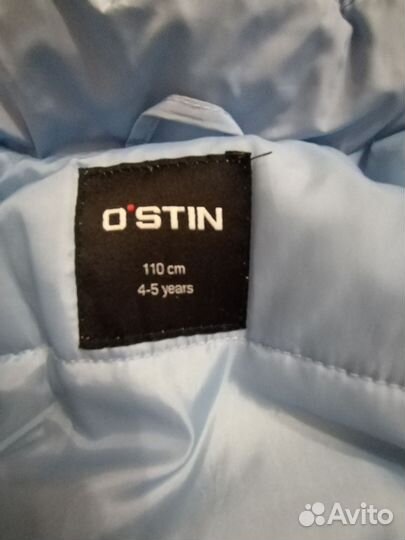 O'STIN
110 cm
4-5 years
Avito